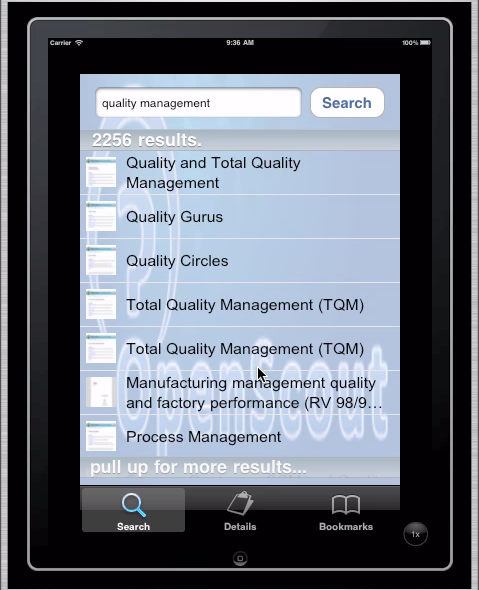 Carrier 9:36 AM 100%
quality management Search
2256 results.
Quality and Total Quality
Management
Quality Gurus
Quality Circles
Total Quality Management (TQM)
Total Quality Management (TQM)
Manufacturing management quality
and factory performance (RV 98/9...
Process Management
OpenScout
pull up for more results...
Search Details Bookmarks
1x